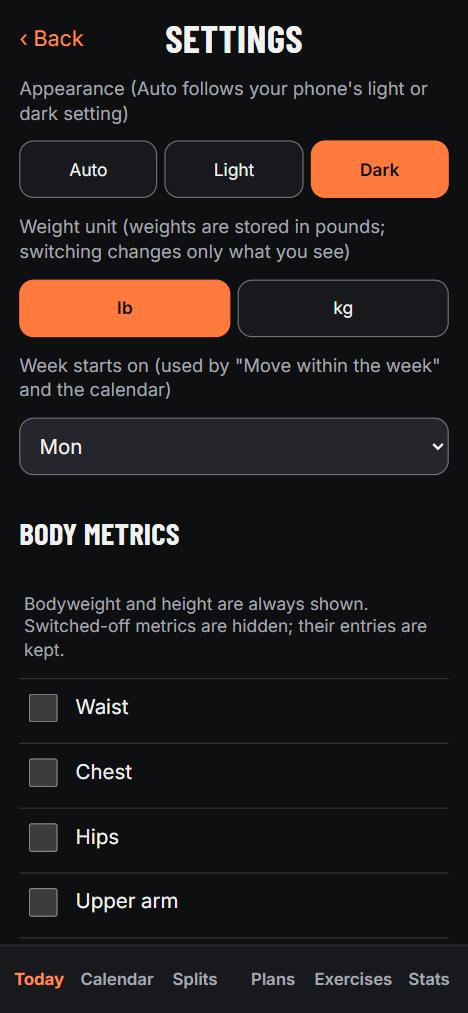 ‹ Back
SETTINGS
Appearance (Auto follows your phone's light or
dark setting)
Auto
Light
Dark
Weight unit (weights are stored in pounds;
switching changes only what you see)
lb
kg
Week starts on (used by "Move within the week"
and the calendar)
Mon
BODY METRICS
Bodyweight and height are always shown.
Switched-off metrics are hidden; their entries are
kept.
Waist
Chest
Hips
Upper arm
Today
Calendar
Splits
Plans
Exercises
Stats